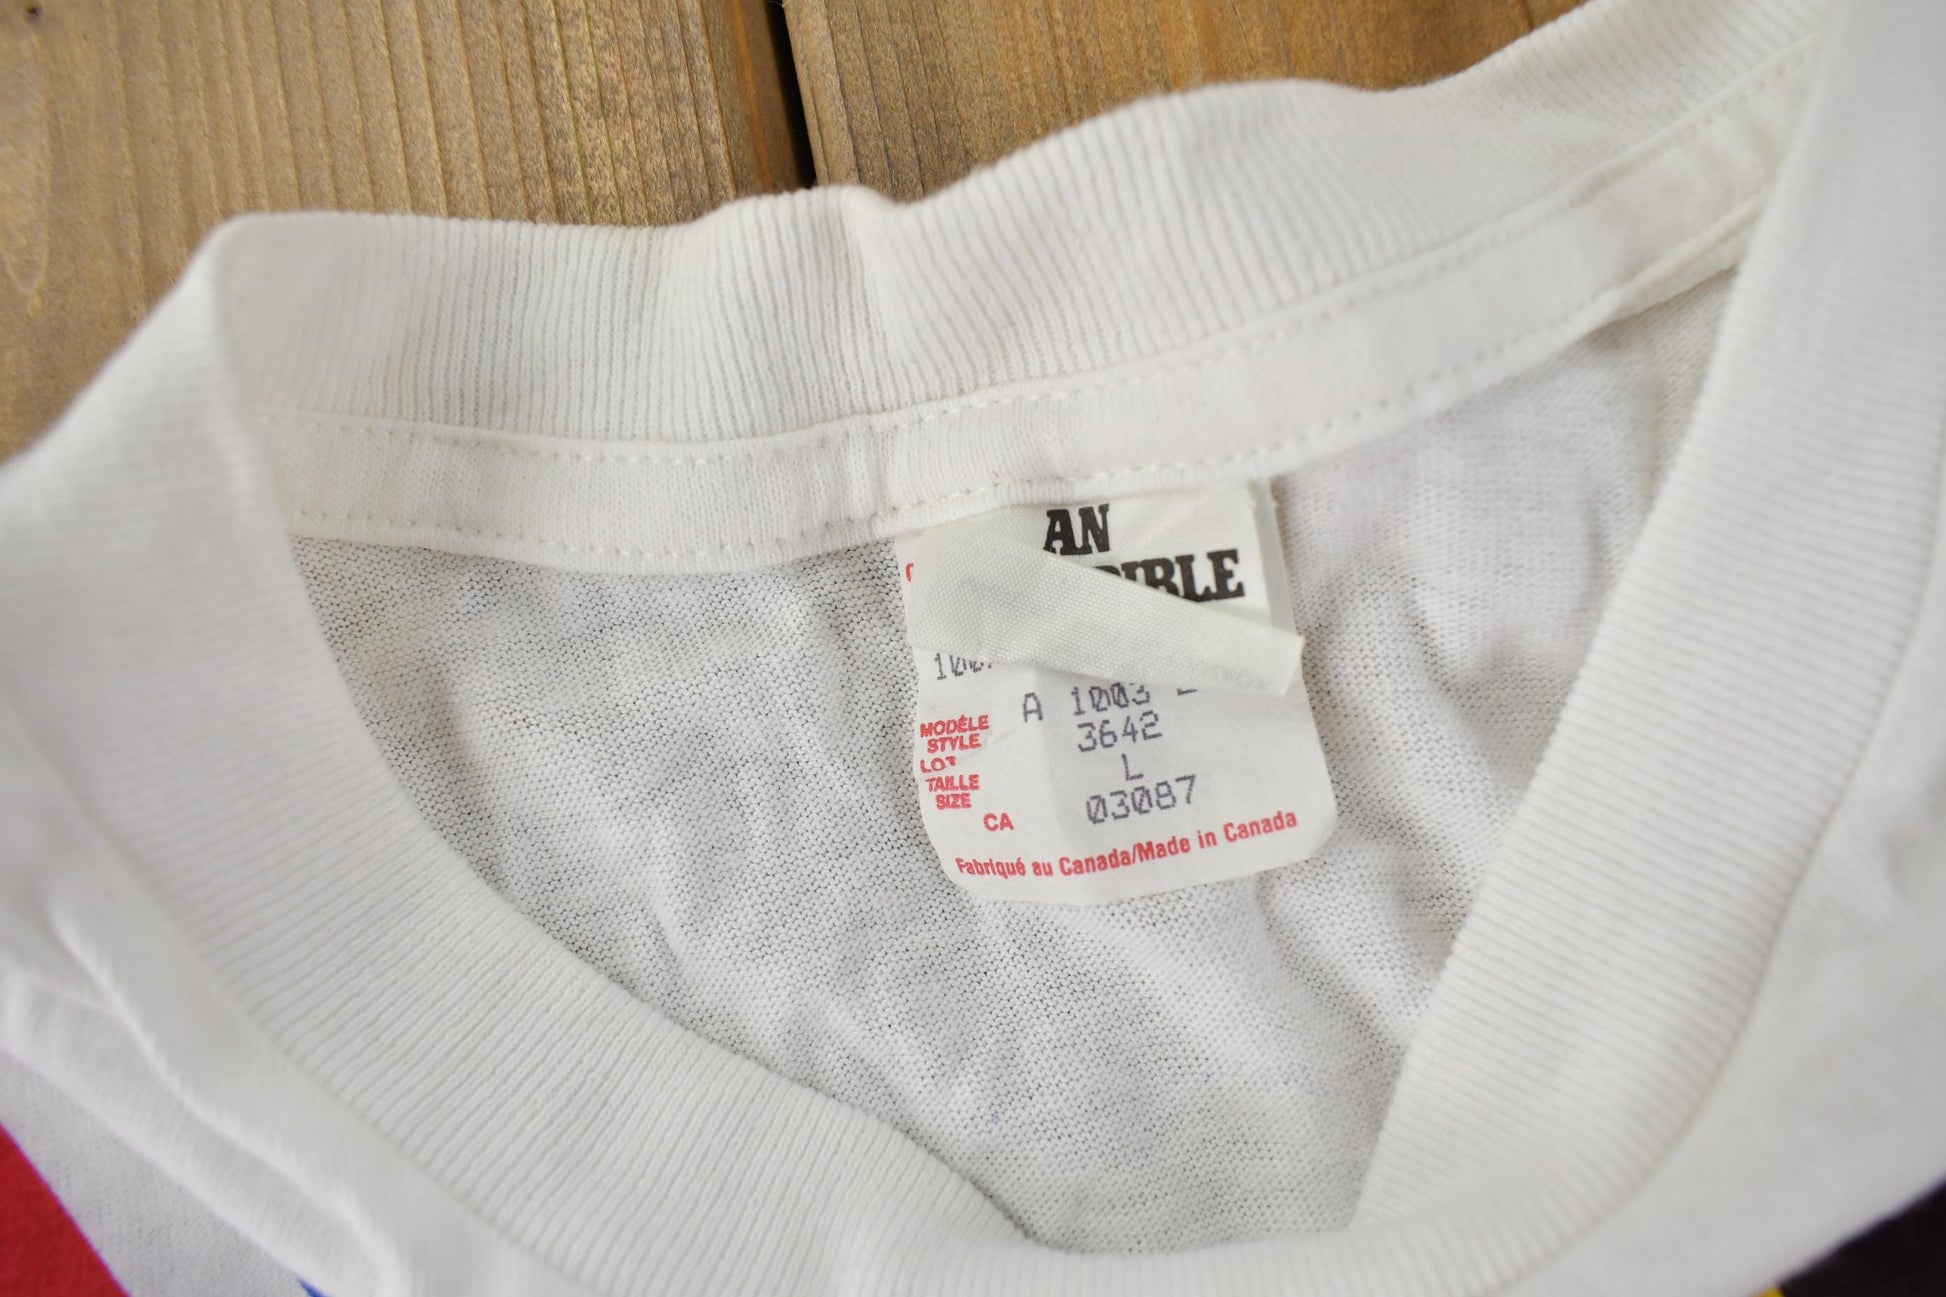 AN
A 1003
MODÈLE
STYLE
3642
LOT
TAILLE
L
SIZE
CA
03087
Fabriqué au Canada/Made in Canada